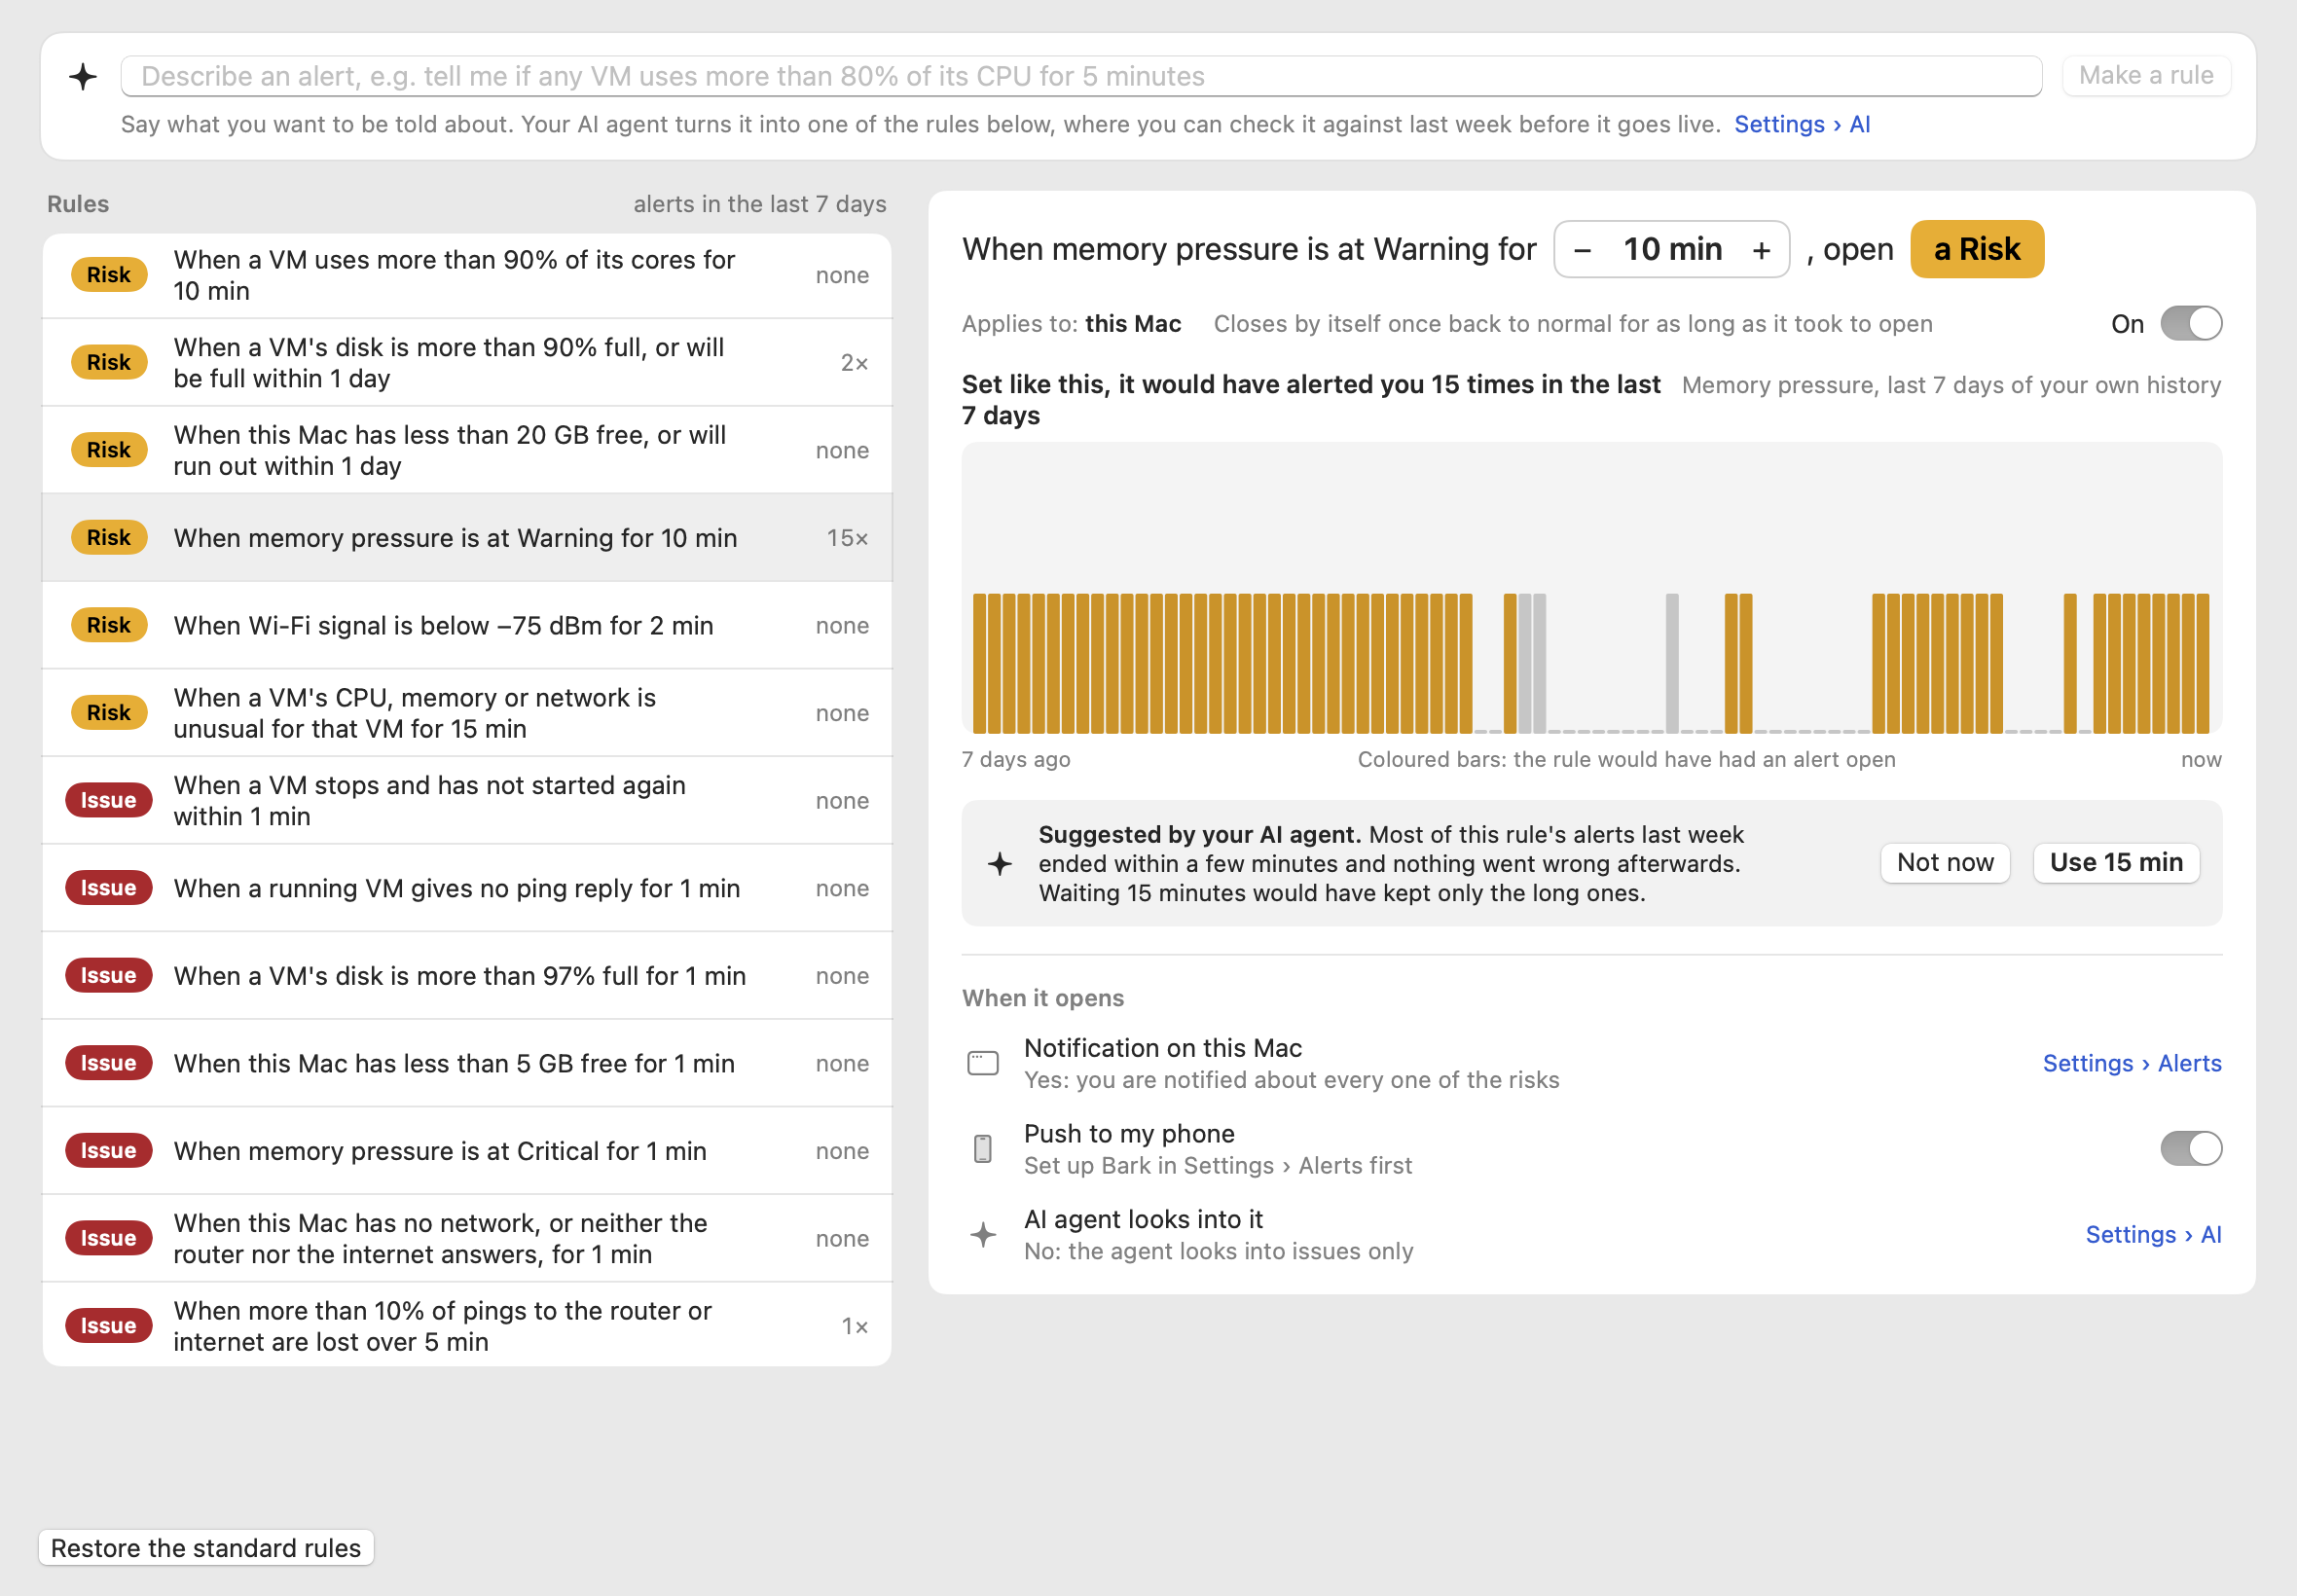 Describe an alert, e.g. tell me if any VM uses more than 80% of its CPU for 5 minutes
Make a rule
Say what you want to be told about. Your AI agent turns it into one of the rules below, where you can check it against last week before it goes live. Settings › AI
Rules
alerts in the last 7 days
Risk
When a VM uses more than 90% of its cores for
10 min
none
Risk
When a VM's disk is more than 90% full, or will
be full within 1 day
2×
Risk
When this Mac has less than 20 GB free, or will
run out within 1 day
none
Risk
When memory pressure is at Warning for 10 min
15×
Risk
When Wi-Fi signal is below −75 dBm for 2 min
none
Risk
When a VM's CPU, memory or network is
unusual for that VM for 15 min
none
Issue
When a VM stops and has not started again
within 1 min
none
Issue
When a running VM gives no ping reply for 1 min
none
Issue
When a VM's disk is more than 97% full for 1 min
none
Issue
When this Mac has less than 5 GB free for 1 min
none
Issue
When memory pressure is at Critical for 1 min
none
Issue
When this Mac has no network, or neither the
router nor the internet answers, for 1 min
none
Issue
When more than 10% of pings to the router or
internet are lost over 5 min
1×
Restore the standard rules
When memory pressure is at Warning for − 10 min + , open a Risk
Applies to: this Mac Closes by itself once back to normal for as long as it took to open
On
Set like this, it would have alerted you 15 times in the last
7 days
Memory pressure, last 7 days of your own history
7 days ago
Coloured bars: the rule would have had an alert open
now
Suggested by your AI agent. Most of this rule's alerts last week
ended within a few minutes and nothing went wrong afterwards.
Waiting 15 minutes would have kept only the long ones.
Not now
Use 15 min
When it opens
Notification on this Mac
Yes: you are notified about every one of the risks
Settings › Alerts
Push to my phone
Set up Bark in Settings › Alerts first
AI agent looks into it
No: the agent looks into issues only
Settings › AI